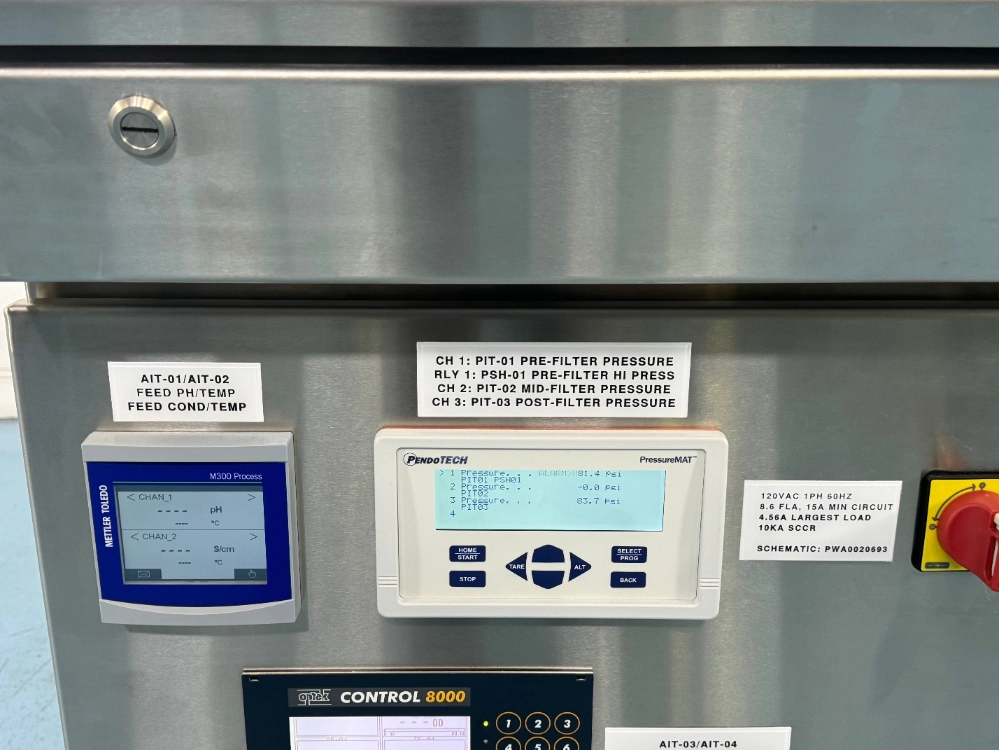 AIT-01/AIT-02
FEED PH/TEMP
FEED COND/TEMP
CH 1: PIT-01 PRE-FILTER PRESSURE
RLY 1: PSH-01 PRE-FILTER HI PRESS
CH 2: PIT-02 MID-FILTER PRESSURE
CH 3: PIT-03 POST-FILTER PRESSURE
M300 Process
METTLER TOLEDO
< CHAN_1 >
---- pH
---- °C
< CHAN_2 >
---- S/cm
---- °C
PENDOTECH PressureMAT™
> 1 Pressure. . . ALARM>81.4 psi
PIT01 PSH01
2 Pressure. . . -0.0 psi
PIT02
3 Pressure. . . 83.7 psi
PIT03
4
HOME
START
STOP
TARE
ALT
SELECT
PROG
BACK
120VAC 1PH 60HZ
8.6 FLA, 15A MIN CIRCUIT
4.56A LARGEST LOAD
10KA SCCR
SCHEMATIC: PWA0020693
optek CONTROL 8000
1 2 3
4 5 6
AIT-03/AIT-04